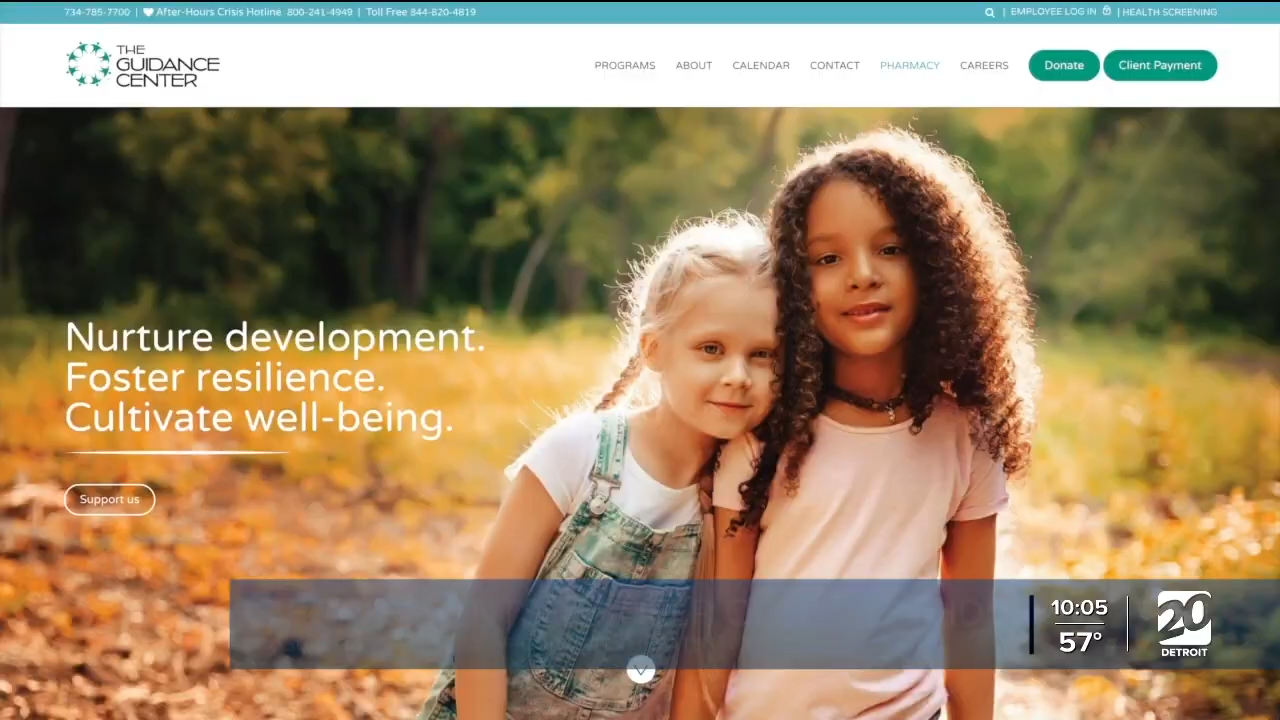 734-785-7700 | After-Hours Crisis Hotline 800-241-4949 | Toll Free 844-820-4819
| EMPLOYEE LOG IN | HEALTH SCREENING
THE
GUIDANCE
CENTER
PROGRAMS ABOUT CALENDAR CONTACT PHARMACY CAREERS Donate Client Payment
Nurture development.
Foster resilience.
Cultivate well-being.
Support us
10:05
57°
20
DETROIT